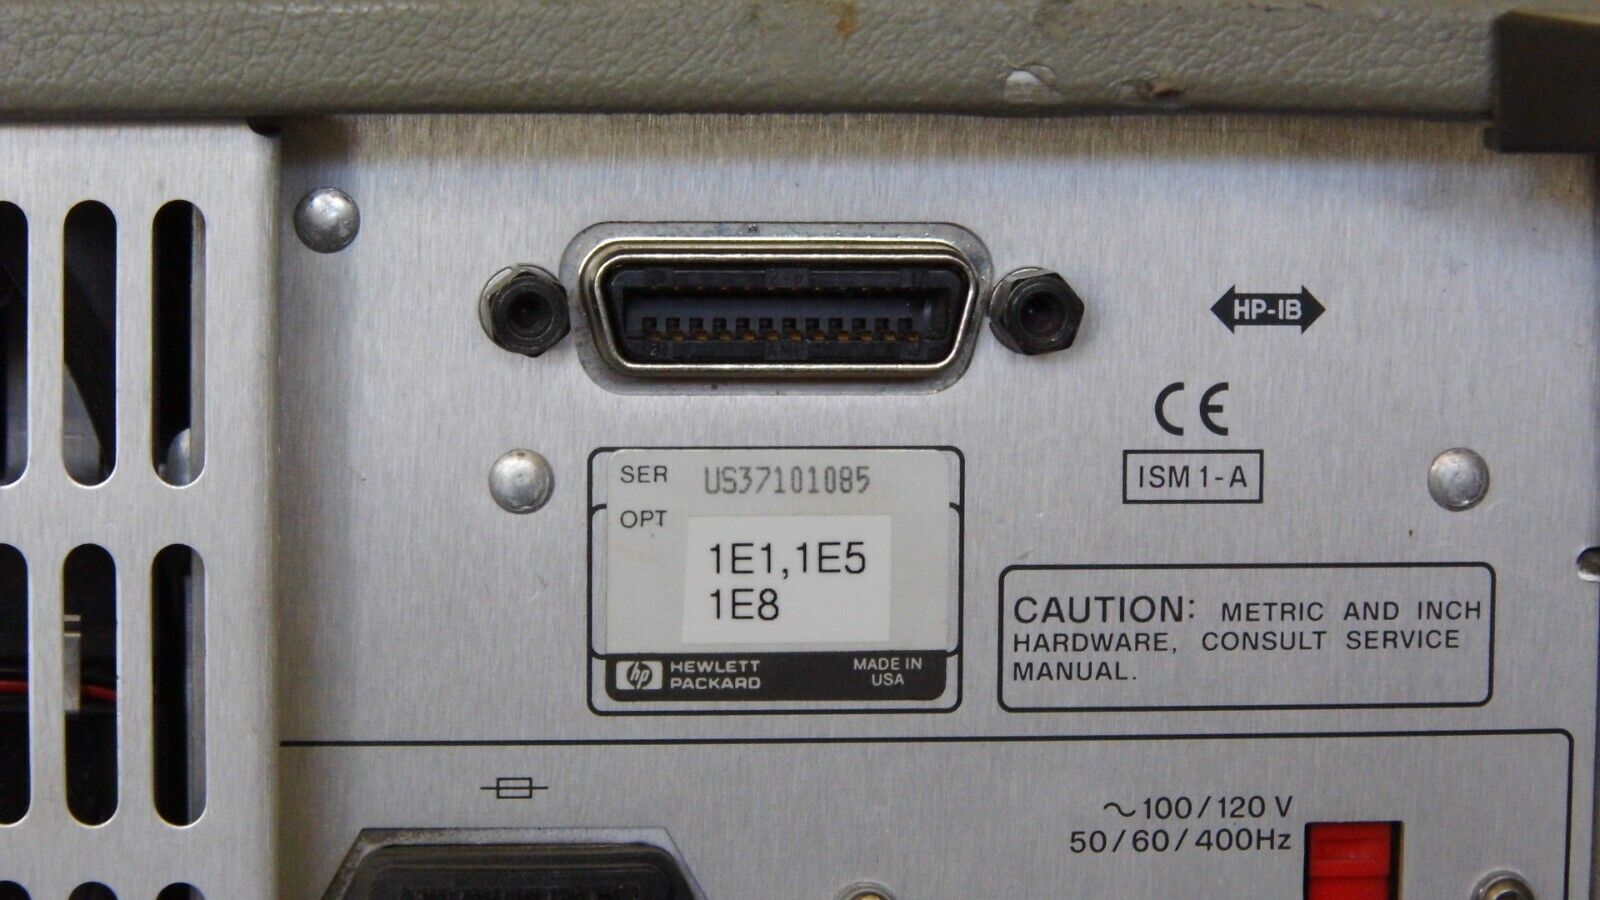 HP-IB
CE
ISM 1-A
SER US37101085
OPT
1E1,1E5
1E8
hp HEWLETT PACKARD
MADE IN USA
CAUTION: METRIC AND INCH
HARDWARE, CONSULT SERVICE
MANUAL.
~100/120 V
50/60/400Hz